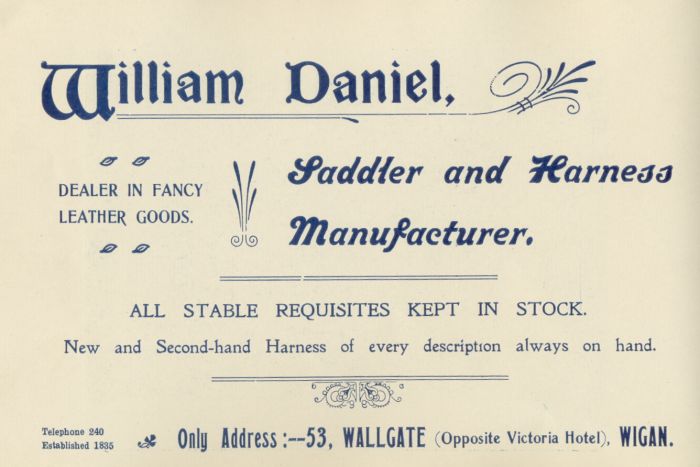 William Daniel,
DEALER IN FANCY
LEATHER GOODS.
Saddler and Harness
Manufacturer.
ALL STABLE REQUISITES KEPT IN STOCK.
New and Second-hand Harness of every description always on hand.
Telephone 240
Established 1835
Only Address:--53, WALLGATE (Opposite Victoria Hotel), WIGAN.